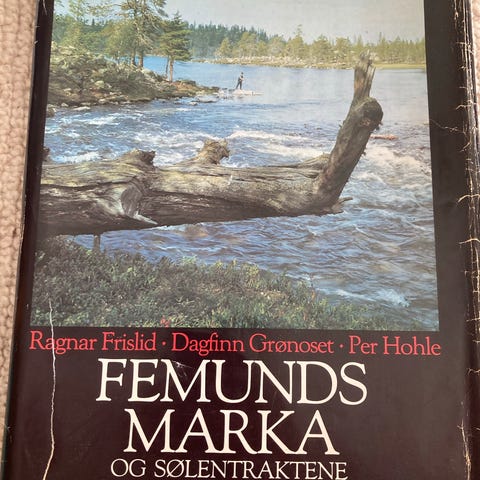 Ragnar Frislid · Dagfinn Grønoset · Per Hohle
FEMUNDS
MARKA
OG SØLENTRAKTENE